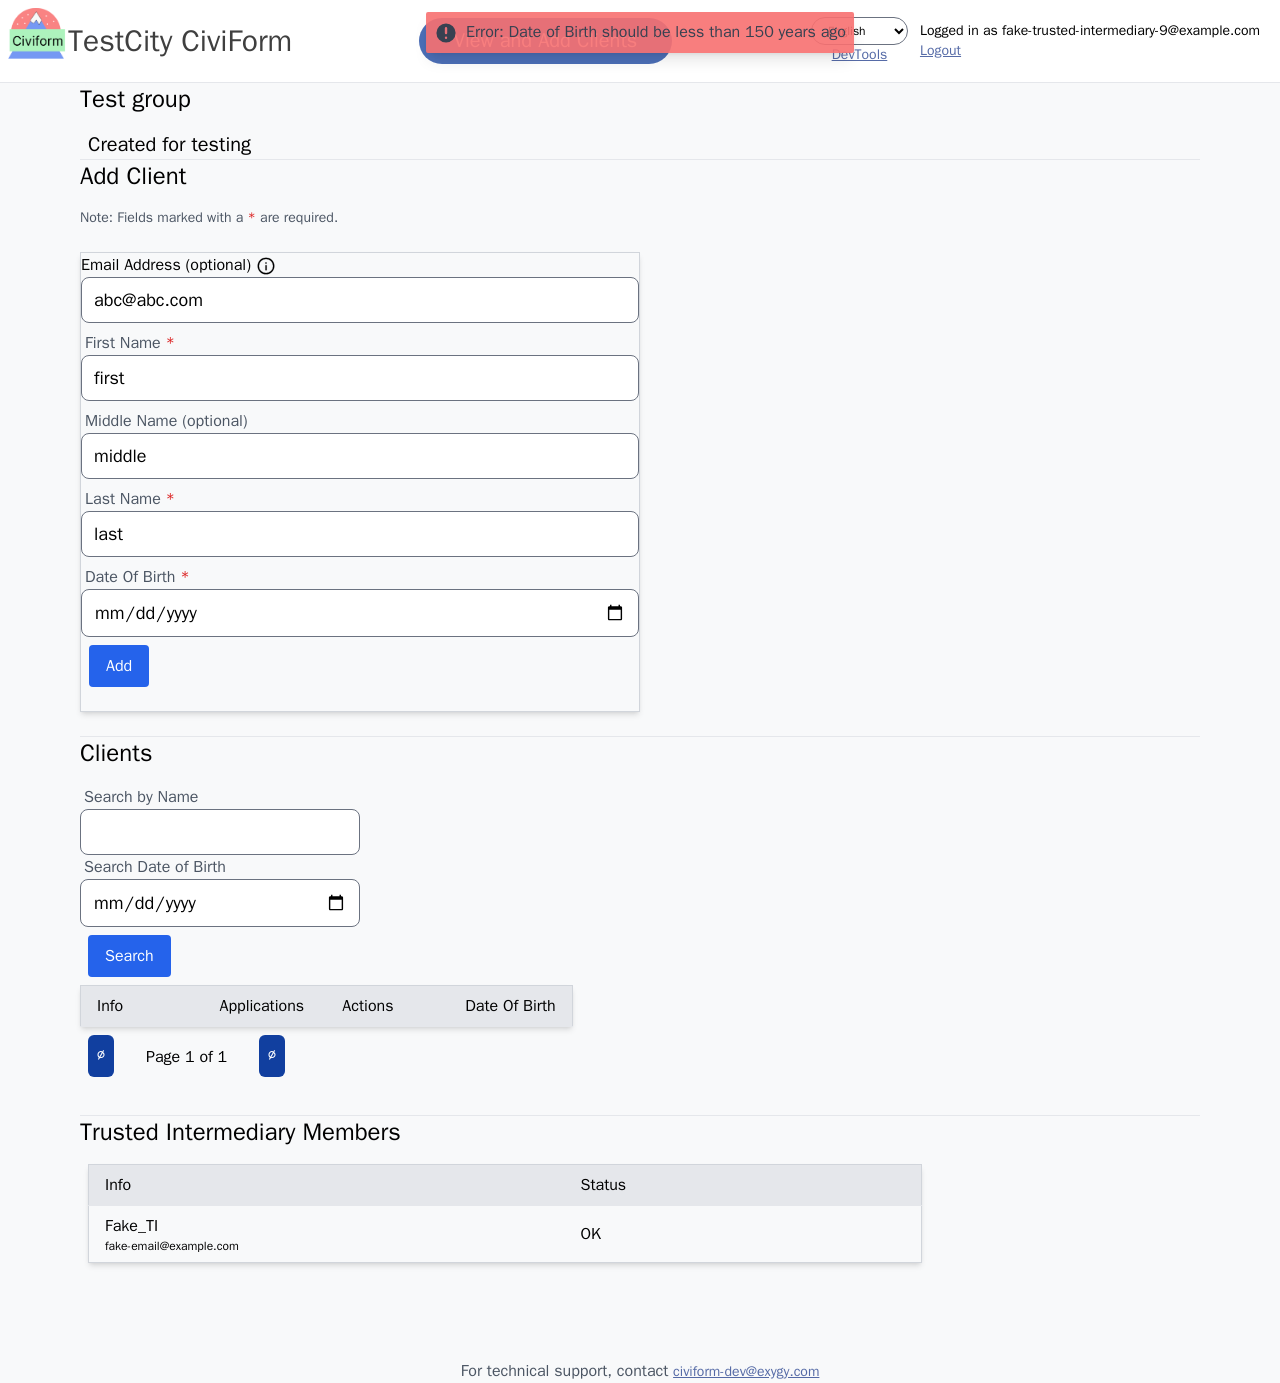 Civiform
TestCity CiviForm
View and Add Clients
Error: Date of Birth should be less than 150 years ago
DevTools
Logged in as fake-trusted-intermediary-9@example.com
Logout
Test group
Created for testing
Add Client
Note: Fields marked with a * are required.
Email Address (optional)
abc@abc.com
First Name *
first
Middle Name (optional)
middle
Last Name *
last
Date Of Birth *
mm/dd/yyyy
Add
Clients
Search by Name
Search Date of Birth
mm/dd/yyyy
Search
Info Applications Actions Date Of Birth
∅ Page 1 of 1 ∅
Trusted Intermediary Members
Info Status
Fake_TI
fake-email@example.com
OK
For technical support, contact civiform-dev@exygy.com